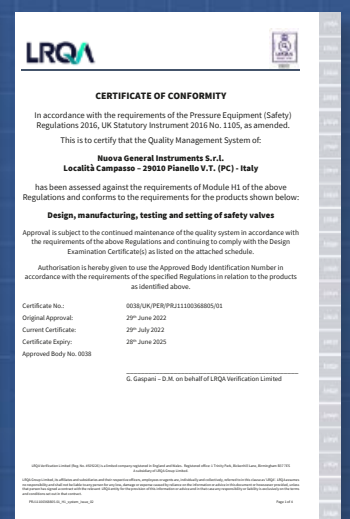 LRQA
CERTIFICATE OF CONFORMITY
In accordance with the requirements of the Pressure Equipment (Safety)
Regulations 2016, UK Statutory Instrument 2016 No. 1105, as amended.
This is to certify that the Quality Management System of:
Nuova General Instruments S.r.l.
Località Campasso – 29010 Pianello V.T. (PC) - Italy
has been assessed against the requirements of Module H1 of the above
Regulations and conforms to the requirements for the products shown below:
Design, manufacturing, testing and setting of safety valves
Approval is subject to the continued maintenance of the quality system in accordance with
the requirements of the above Regulations and continuing to comply with the Design
Examination Certificate(s) as listed on the attached schedule.
Authorisation is hereby given to use the Approved Body Identification Number in
accordance with the requirements of the specified Regulations in relation to the products
as identified above.
Certificate No.: 0038/UK/PER/PRJ11100368805/01
Original Approval: 29th June 2022
Current Certificate: 29th July 2022
Certificate Expiry: 28th June 2025
Approved Body No. 0038
G. Gaspani – D.M. on behalf of LRQA Verification Limited